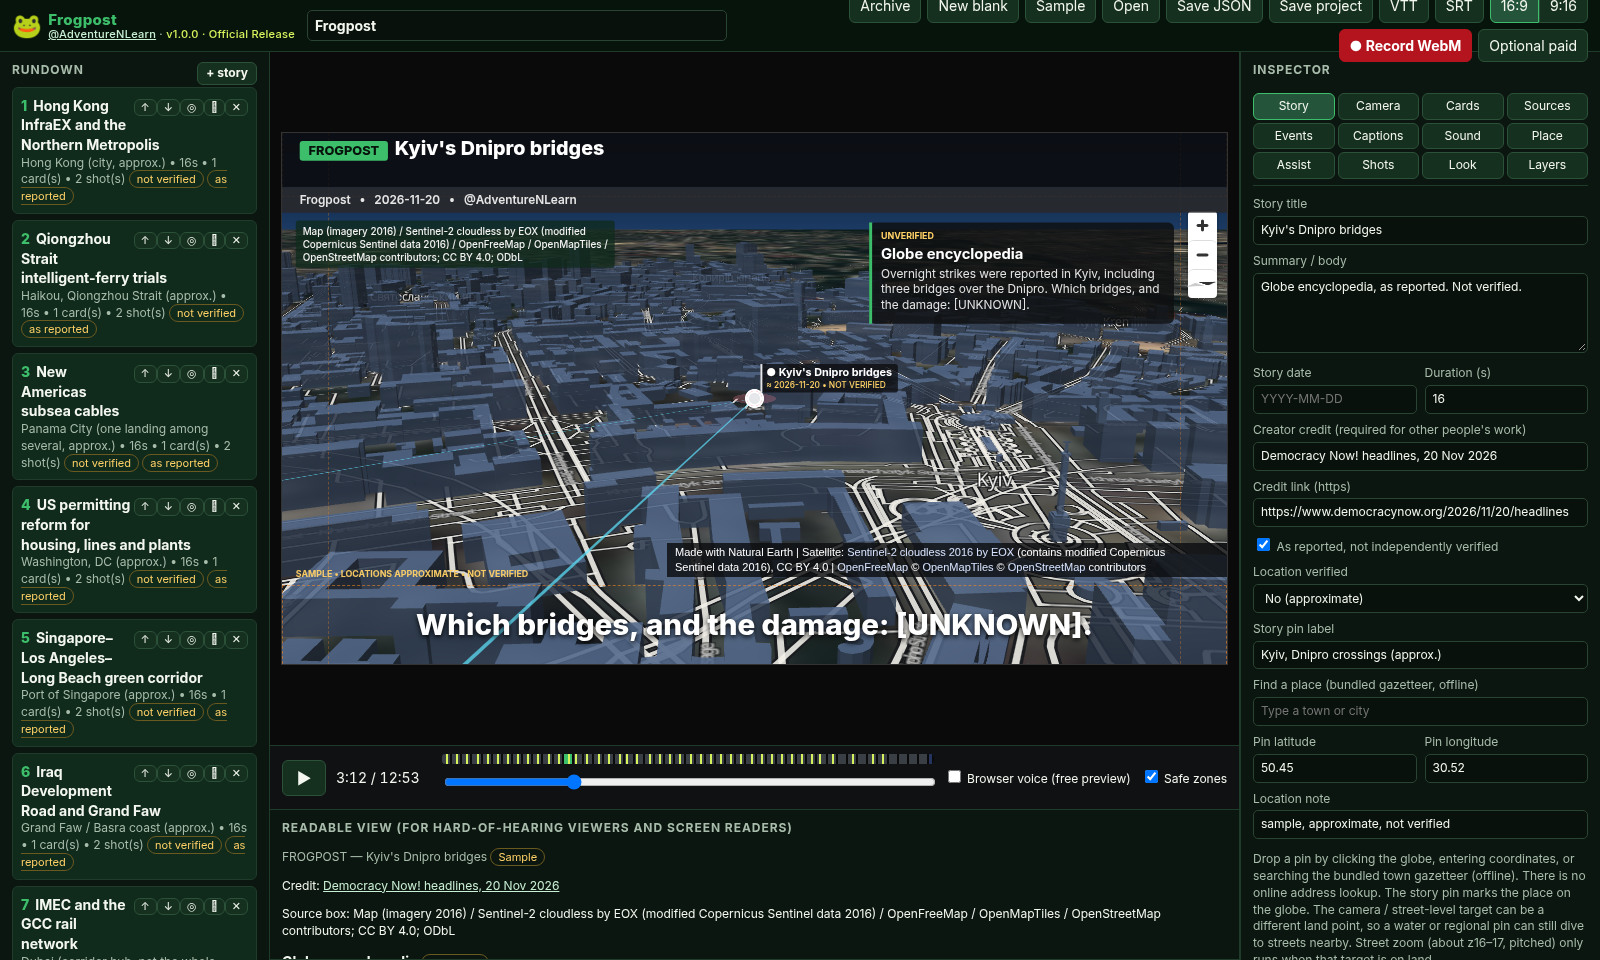 Frogpost
@AdventureNLearn · v1.0.0 · Official Release
Frogpost
Archive
New blank
Sample
Open
Save JSON
Save project
VTT
SRT
16:9
9:16
Record WebM
Optional paid
RUNDOWN
+ story
1 Hong Kong
InfraEX and the
Northern Metropolis
Hong Kong (city, approx.) • 16s • 1
card(s) • 2 shot(s) not verified as
reported
2 Qiongzhou
Strait
intelligent-ferry trials
Haikou, Qiongzhou Strait (approx.) •
16s • 1 card(s) • 2 shot(s) not verified
as reported
3 New
Americas
subsea cables
Panama City (one landing among
several, approx.) • 16s • 1 card(s) • 2
shot(s) not verified as reported
4 US permitting
reform for
housing, lines and plants
Washington, DC (approx.) • 16s • 1
card(s) • 2 shot(s) not verified as
reported
5 Singapore–
Los Angeles–
Long Beach green corridor
Port of Singapore (approx.) • 16s • 1
card(s) • 2 shot(s) not verified as
reported
6 Iraq
Development
Road and Grand Faw
Grand Faw / Basra coast (approx.) • 16s
• 1 card(s) • 2 shot(s) not verified as
reported
7 IMEC and the
GCC rail
network
FROGPOST Kyiv's Dnipro bridges
Frogpost • 2026-11-20 • @AdventureNLearn
Map (imagery 2016) / Sentinel-2 cloudless by EOX (modified
Copernicus Sentinel data 2016) / OpenFreeMap / OpenMapTiles /
OpenStreetMap contributors; CC BY 4.0; ODbL
UNVERIFIED
Globe encyclopedia
Overnight strikes were reported in Kyiv, including
three bridges over the Dnipro. Which bridges, and
the damage: [UNKNOWN].
Kyiv's Dnipro bridges
≈ 2026-11-20 • NOT VERIFIED
Kyiv
Made with Natural Earth | Satellite: Sentinel-2 cloudless 2016 by EOX (contains modified Copernicus
Sentinel data 2016), CC BY 4.0 | OpenFreeMap © OpenMapTiles © OpenStreetMap contributors
SAMPLE • LOCATIONS APPROXIMATE • NOT VERIFIED
Which bridges, and the damage: [UNKNOWN].
3:12 / 12:53
Browser voice (free preview)
Safe zones
READABLE VIEW (FOR HARD-OF-HEARING VIEWERS AND SCREEN READERS)
FROGPOST — Kyiv's Dnipro bridges Sample
Credit: Democracy Now! headlines, 20 Nov 2026
Source box: Map (imagery 2016) / Sentinel-2 cloudless by EOX (modified Copernicus Sentinel data 2016) / OpenFreeMap / OpenMapTiles / OpenStreetMap
contributors; CC BY 4.0; ODbL
INSPECTOR
Story
Camera
Cards
Sources
Events
Captions
Sound
Place
Assist
Shots
Look
Layers
Story title
Kyiv's Dnipro bridges
Summary / body
Globe encyclopedia, as reported. Not verified.
Story date
Duration (s)
YYYY-MM-DD
16
Creator credit (required for other people's work)
Democracy Now! headlines, 20 Nov 2026
Credit link (https)
https://www.democracynow.org/2026/11/20/headlines
As reported, not independently verified
Location verified
No (approximate)
Story pin label
Kyiv, Dnipro crossings (approx.)
Find a place (bundled gazetteer, offline)
Type a town or city
Pin latitude
Pin longitude
50.45
30.52
Location note
sample, approximate, not verified
Drop a pin by clicking the globe, entering coordinates, or
searching the bundled town gazetteer (offline). There is no
online address lookup. The story pin marks the place on
the globe. The camera / street-level target can be a
different land point, so a water or regional pin can still dive
to streets nearby. Street zoom (about z16–17, pitched) only
runs when that target is on land.